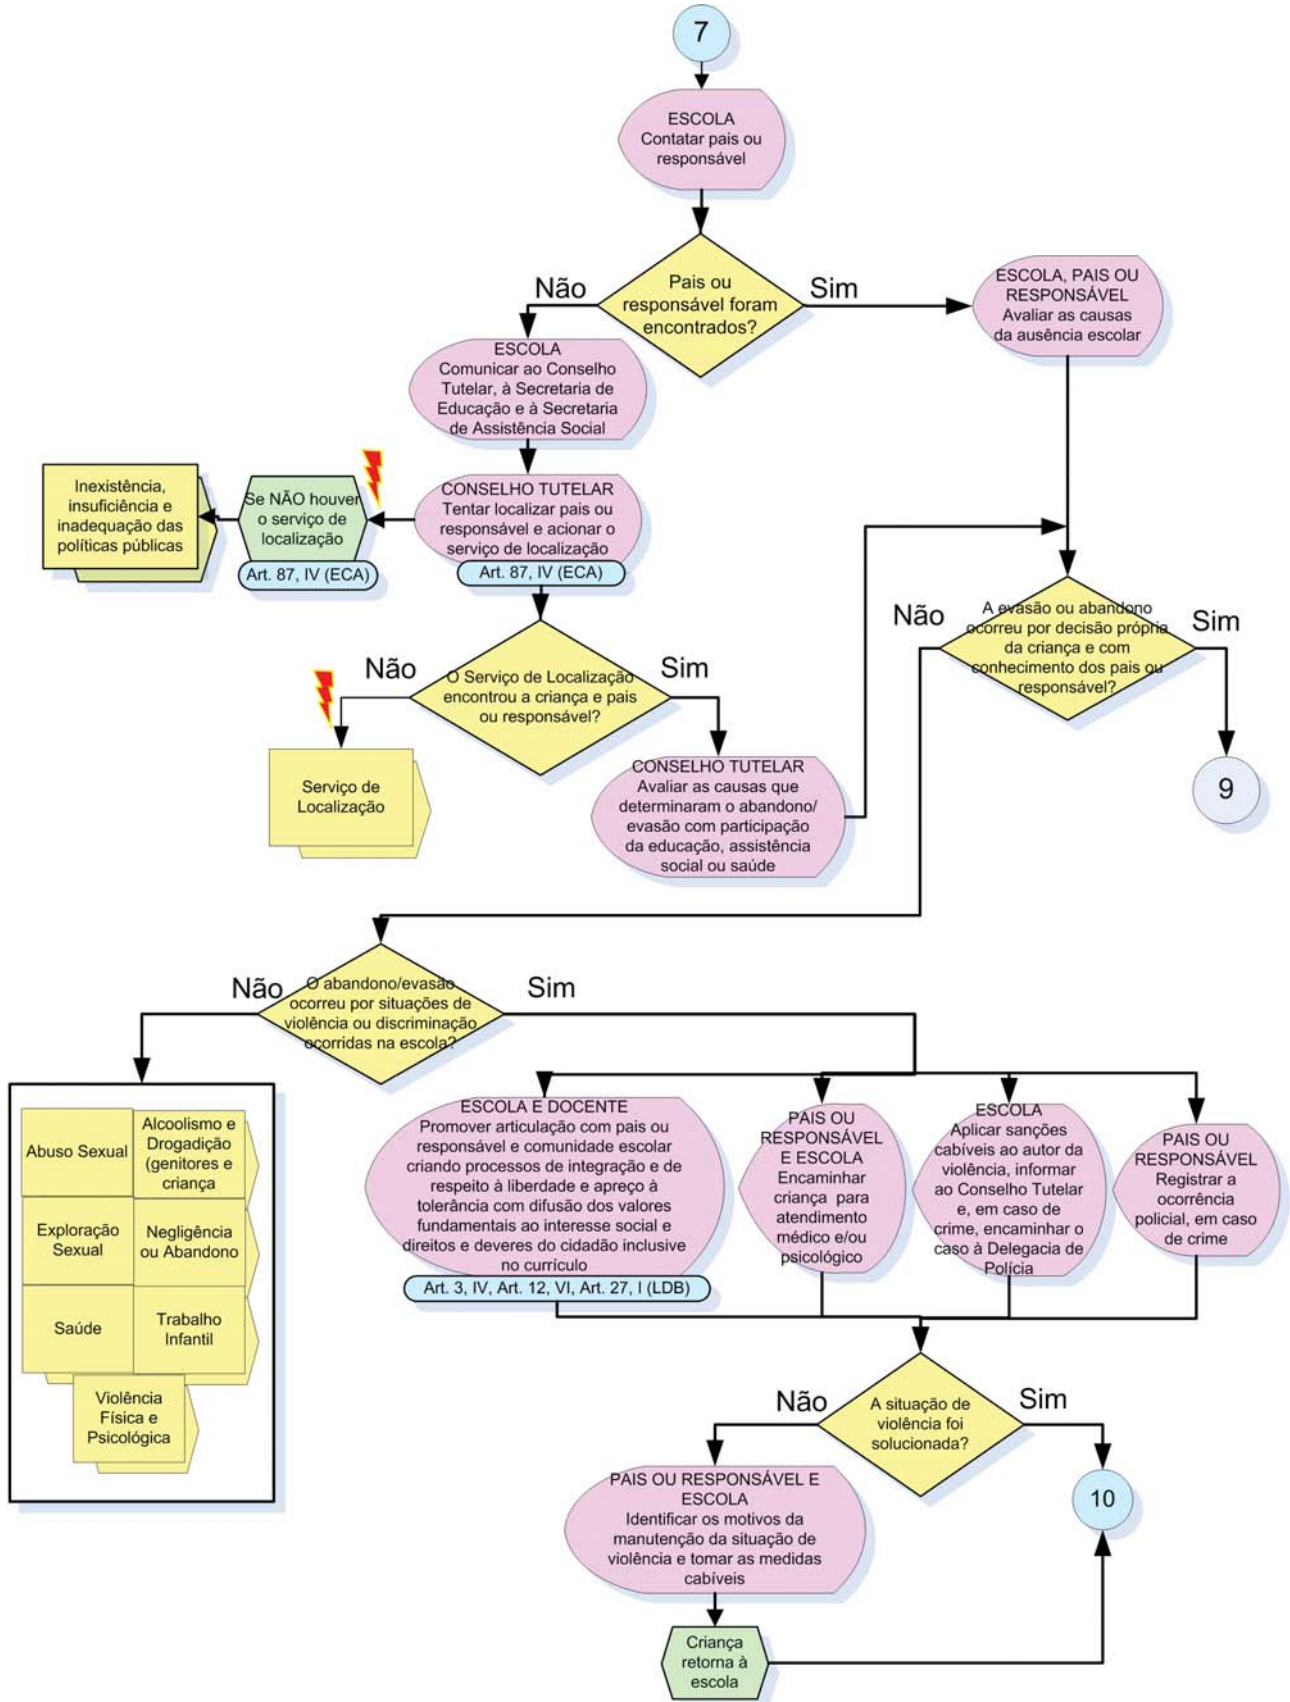 7
ESCOLA
Contatar pais ou
responsável
Não
Pais ou
responsável foram
encontrados?
Sim
ESCOLA, PAIS OU
RESPONSÁVEL
Avaliar as causas
da ausência escolar
ESCOLA
Comunicar ao Conselho
Tutelar, à Secretaria de
Educação e à Secretaria
de Assistência Social
Inexistência,
insuficiência e
inadequação das
políticas públicas
Se NÃO houver
o serviço de
localização
Art. 87, IV (ECA)
CONSELHO TUTELAR
Tentar localizar pais ou
responsável e acionar o
serviço de localização
Art. 87, IV (ECA)
Não
A evasão ou abandono
ocorreu por decisão própria
da criança e com
conhecimento dos pais ou
responsável?
Sim
Não
O Serviço de Localização
encontrou a criança e pais
ou responsável?
Sim
Serviço de
Localização
CONSELHO TUTELAR
Avaliar as causas que
determinaram o abandono/
evasão com participação
da educação, assistência
social ou saúde
9
Não
O abandono/evasão
ocorreu por situações de
violência ou discriminação
ocorridas na escola?
Sim
Abuso Sexual
Alcoolismo e
Drogadição
(genitores e
criança
Exploração
Sexual
Negligência
ou Abandono
Saúde
Trabalho
Infantil
Violência
Física e
Psicológica
ESCOLA E DOCENTE
Promover articulação com pais ou
responsável e comunidade escolar
criando processos de integração e de
respeito à liberdade e apreço à
tolerância com difusão dos valores
fundamentais ao interesse social e
direitos e deveres do cidadão inclusive
no currículo
Art. 3, IV, Art. 12, VI, Art. 27, I (LDB)
PAIS OU
RESPONSÁVEL
E ESCOLA
Encaminhar
criança para
atendimento
médico e/ou
psicológico
ESCOLA
Aplicar sanções
cabíveis ao autor da
violência, informar
ao Conselho Tutelar
e, em caso de
crime, encaminhar o
caso à Delegacia de
Polícia
PAIS OU
RESPONSÁVEL
Registrar a
ocorrência
policial, em caso
de crime
Não
A situação de
violência foi
solucionada?
Sim
PAIS OU RESPONSÁVEL E
ESCOLA
Identificar os motivos da
manutenção da situação de
violência e tomar as medidas
cabíveis
10
Criança
retorna à
escola